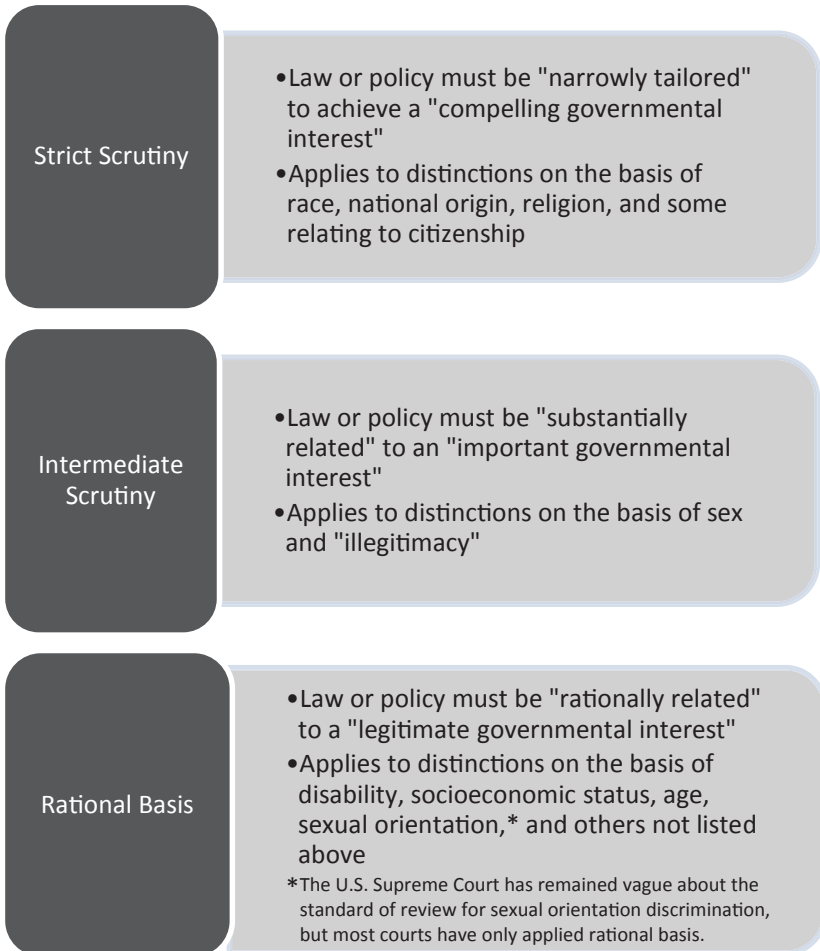 Strict Scrutiny
•Law or policy must be "narrowly tailored"
to achieve a "compelling governmental
interest"
•Applies to distinctions on the basis of
race, national origin, religion, and some
relating to citizenship
Intermediate
Scrutiny
•Law or policy must be "substantially
related" to an "important governmental
interest"
•Applies to distinctions on the basis of sex
and "illegitimacy"
Rational Basis
•Law or policy must be "rationally related"
to a "legitimate governmental interest"
•Applies to distinctions on the basis of
disability, socioeconomic status, age,
sexual orientation,* and others not listed
above
*The U.S. Supreme Court has remained vague about the
standard of review for sexual orientation discrimination,
but most courts have only applied rational basis.